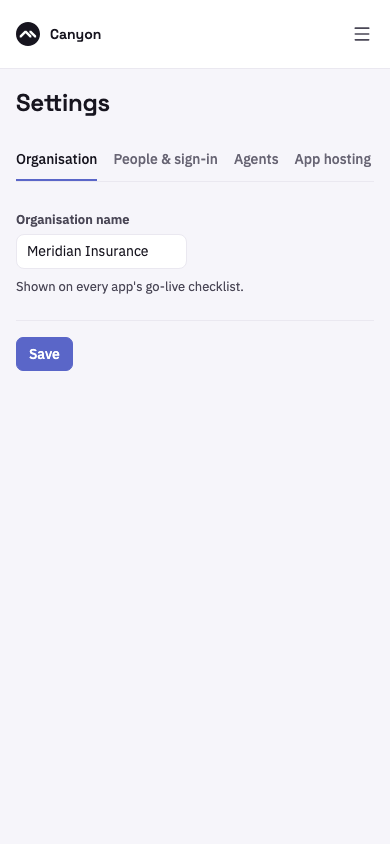 Canyon
Settings
Organisation People & sign-in Agents App hosting
Organisation name
Meridian Insurance
Shown on every app's go-live checklist.
Save